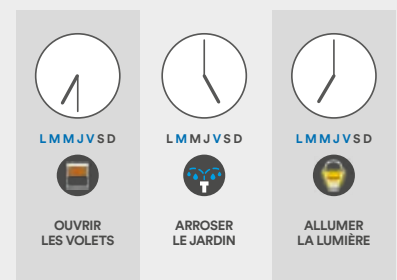 LMMJVSD
OUVRIR
LES VOLETS
LMMJVSD
ARROSER
LE JARDIN
LMMJVSD
ALLUMER
LA LUMIÈRE